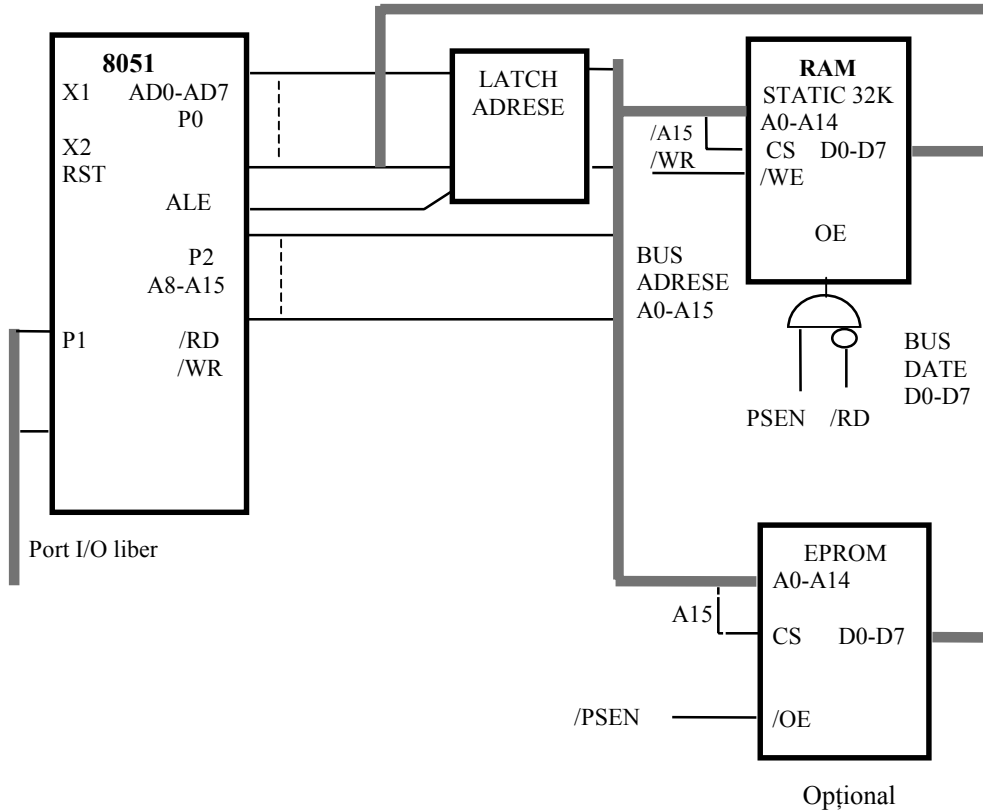 8051
X1 AD0-AD7
P0
X2
RST
ALE
P2
A8-A15
P1 /RD
/WR
Port I/O liber
LATCH
ADRESE
BUS
ADRESE
A0-A15
RAM
STATIC 32K
A0-A14
/A15
CS D0-D7
/WR
/WE
OE
PSEN /RD
BUS
DATE
D0-D7
EPROM
A0-A14
A15
CS D0-D7
/PSEN
/OE
Opțional